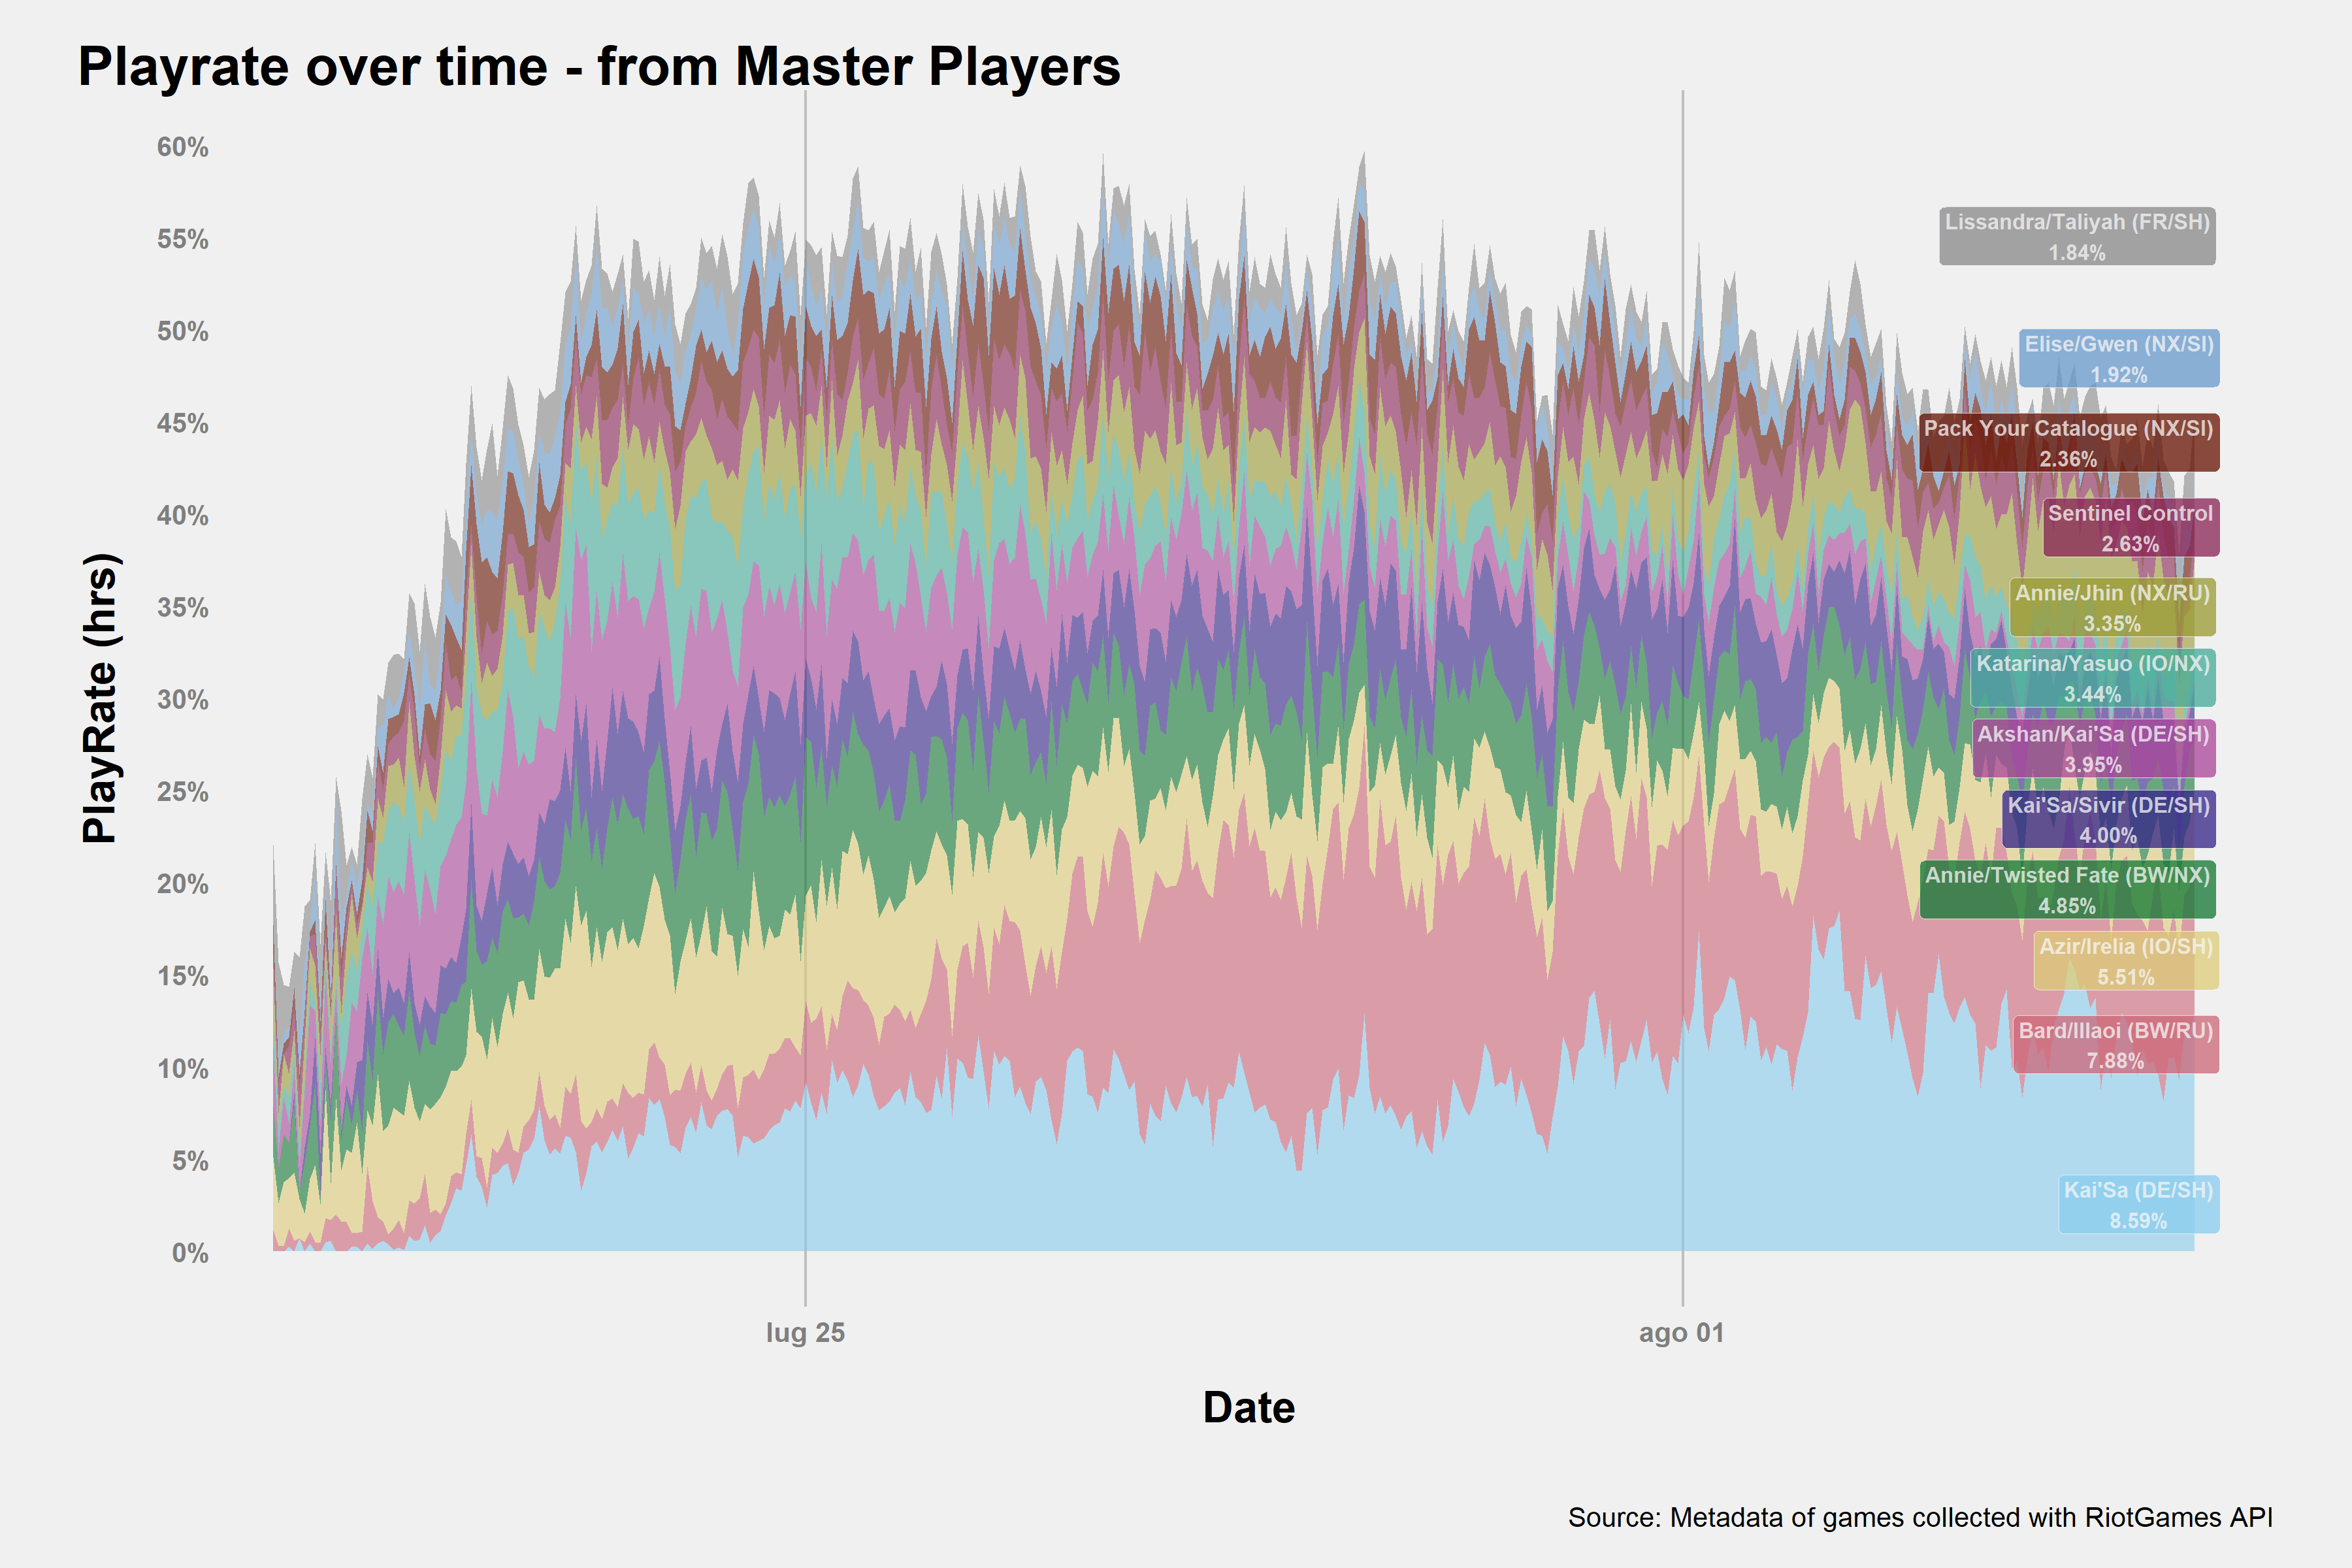 Playrate over time - from Master Players
PlayRate (hrs)
60%
55%
50%
45%
40%
35%
30%
25%
20%
15%
10%
5%
0%
Lissandra/Taliyah (FR/SH)
1.84%
Elise/Gwen (NX/SI)
1.92%
Pack Your Catalogue (NX/SI)
2.36%
Sentinel Control
2.63%
Annie/Jhin (NX/RU)
3.35%
Katarina/Yasuo (IO/NX)
3.44%
Akshan/Kai'Sa (DE/SH)
3.95%
Kai'Sa/Sivir (DE/SH)
4.00%
Annie/Twisted Fate (BW/NX)
4.85%
Azir/Irelia (IO/SH)
5.51%
Bard/Illaoi (BW/RU)
7.88%
Kai'Sa (DE/SH)
8.59%
lug 25
ago 01
Date
Source: Metadata of games collected with RiotGames API